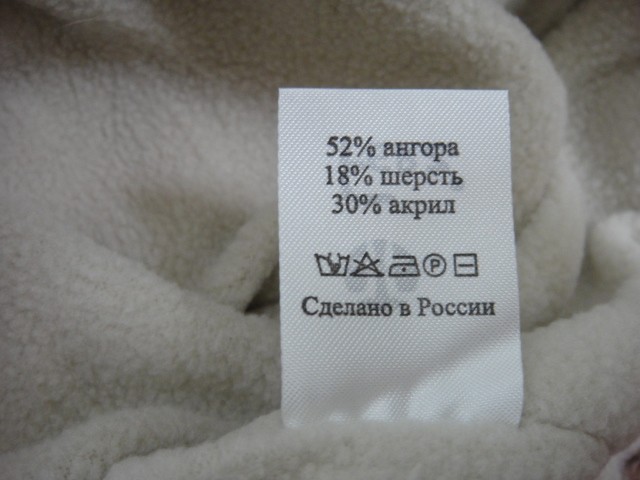 52% ангора
18% шерсть
30% акрил
P
Сделано в России